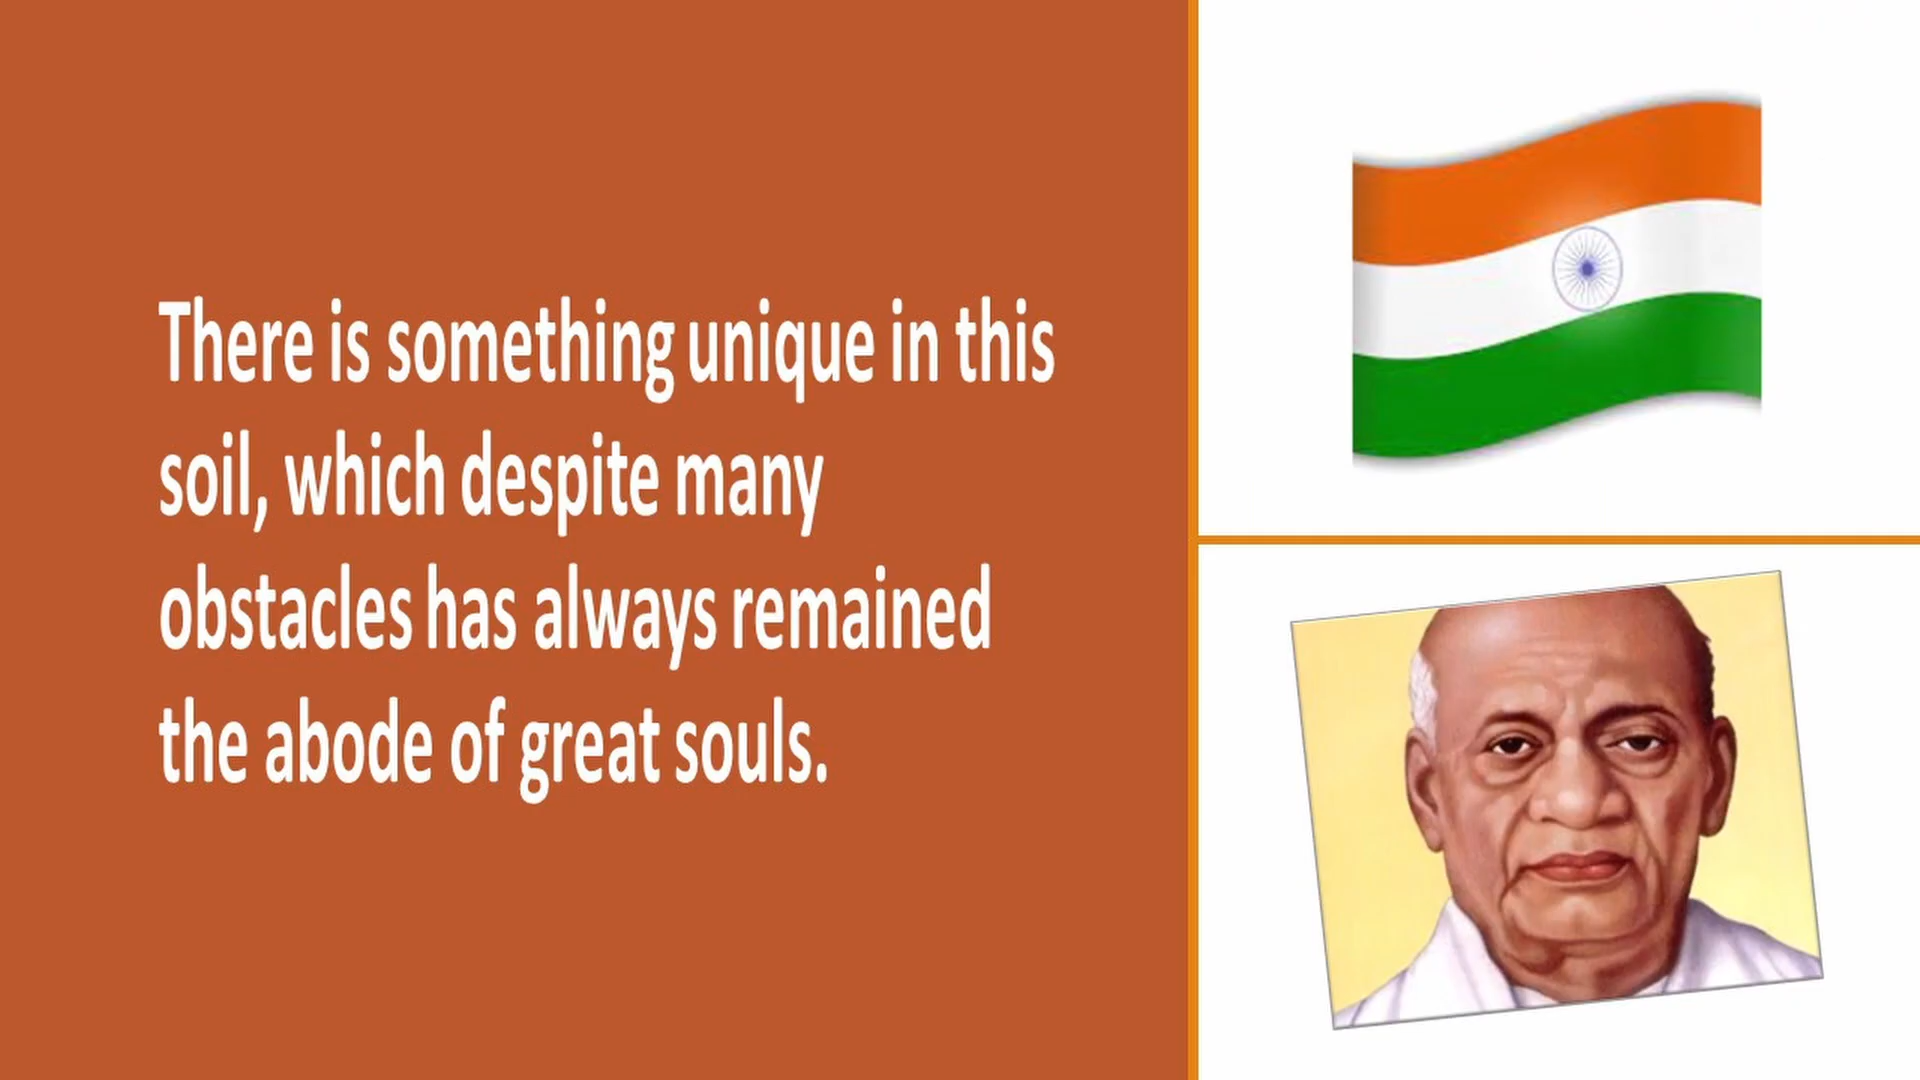 There is something unique in this
soil, which despite many
obstacles has always remained
the abode of great souls.